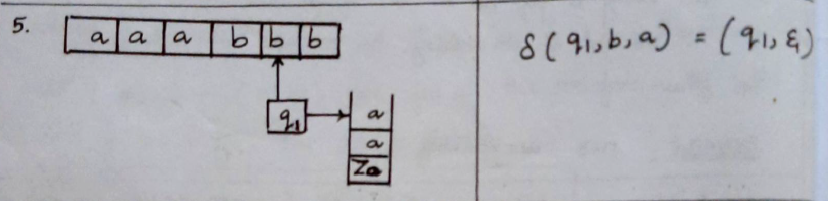 5.
a a a b b b
δ(q1, b, a) = (q1, ε)
q1
a
a
Z0